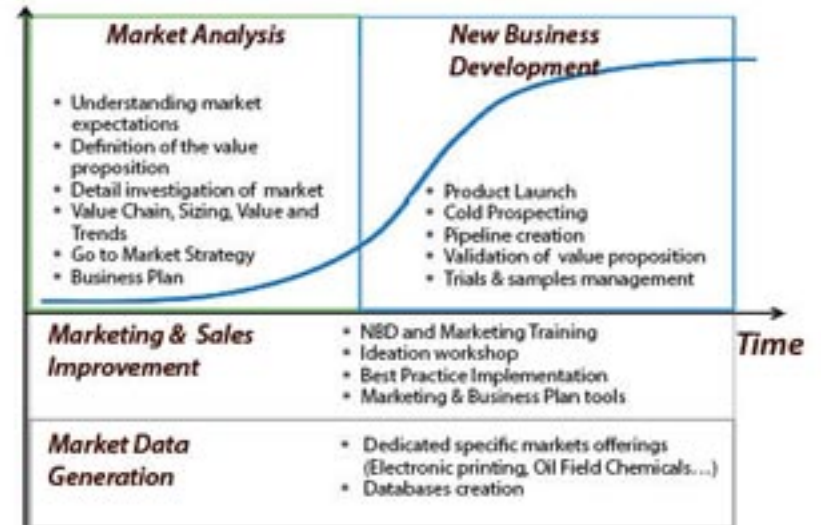 Market Analysis
• Understanding market
expectations
• Definition of the value
proposition
• Detail investigation of market
• Value Chain, Sizing, Value and
Trends
• Go to Market Strategy
• Business Plan
New Business
Development
• Product Launch
• Cold Prospecting
• Pipeline creation
• Validation of value proposition
• Trials & samples management
Time
Marketing & Sales
Improvement
• NBD and Marketing Training
• Ideation workshop
• Best Practice Implementation
• Marketing & Business Plan tools
Market Data
Generation
• Dedicated specific markets offerings
(Electronic printing, Oil Field Chemicals...)
• Databases creation